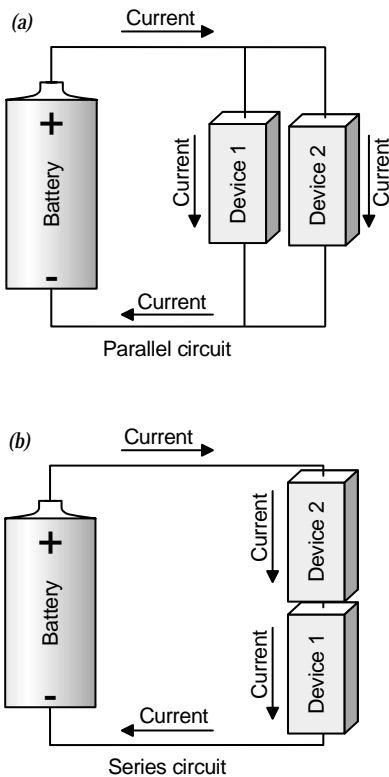 (a)
Current
+
Battery
-
Current
Device 1
Device 2
Current
Current
Parallel circuit
(b)
Current
+
Battery
-
Current
Device 2
Current
Device 1
Current
Series circuit